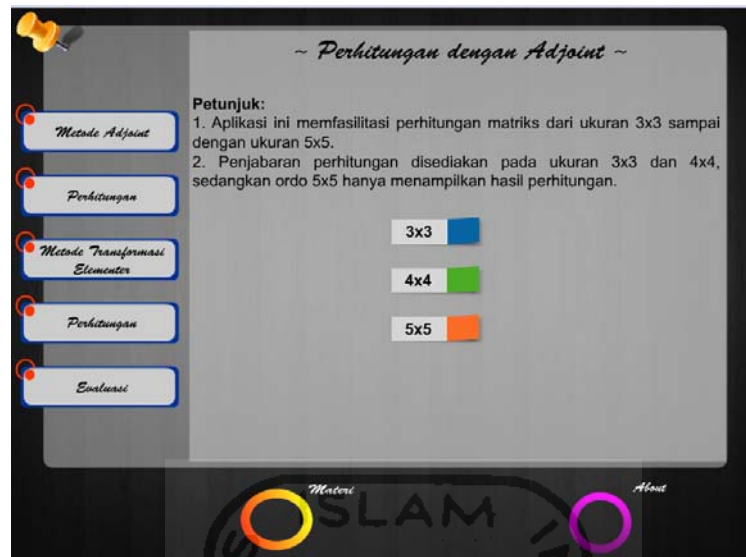 ~ Perhitungan dengan Adjoint ~
Petunjuk:
1. Aplikasi ini memfasilitasi perhitungan matriks dari ukuran 3x3 sampai
dengan ukuran 5x5.
2. Penjabaran perhitungan disediakan pada ukuran 3x3 dan 4x4,
sedangkan ordo 5x5 hanya menampilkan hasil perhitungan.
3x3
4x4
5x5
Metode Adjoint
Perhitungan
Metode Transformasi
Elementer
Perhitungan
Evaluasi
Materi
About
ISLAM